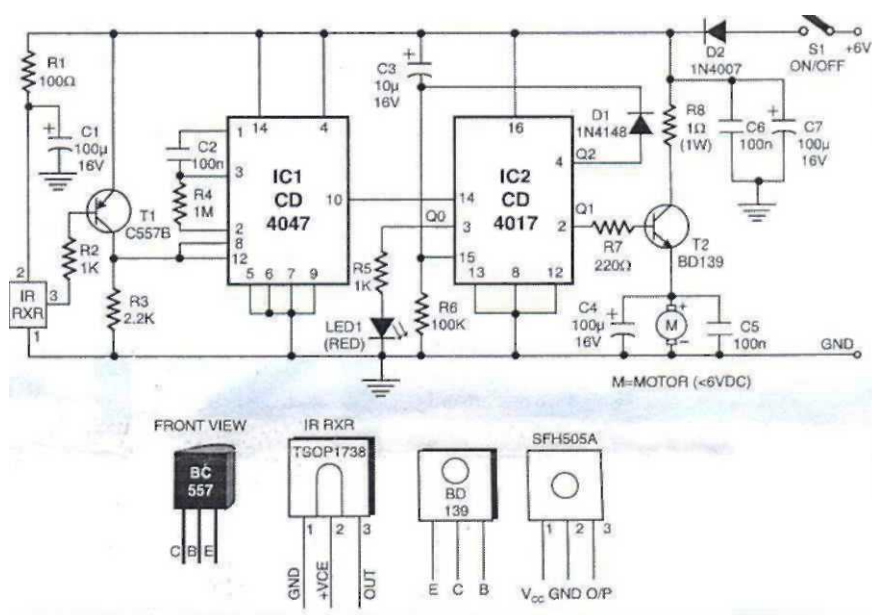 R1
100Ω
C1
100µ
16V
T1
C557B
R2
1K
2
IR
RXR
3
1
R3
2.2K
C2
100n
R4
1M
1
3
2
8
12
14
4
IC1
CD
4047
10
5 6 7 9
C3
10µ
16V
Q0
R5
1K
LED1
(RED)
R6
100K
14
3
15
16
IC2
CD
4017
13 8 12
4
2
Q2
Q1
D1
1N4148
R7
220Ω
D2
1N4007
S1
ON/OFF
+6V
R8
1Ω
(1W)
C6
100n
C7
100µ
16V
T2
BD139
C4
100µ
16V
+
M
−
C5
100n
GND
M=MOTOR (<6VDC)
FRONT VIEW
BC
557
C B E
IR RXR
TSOP1738
1 2 3
GND
+VCE
OUT
BD
139
E C B
SFH505A
1 2 3
VCC GND O/P